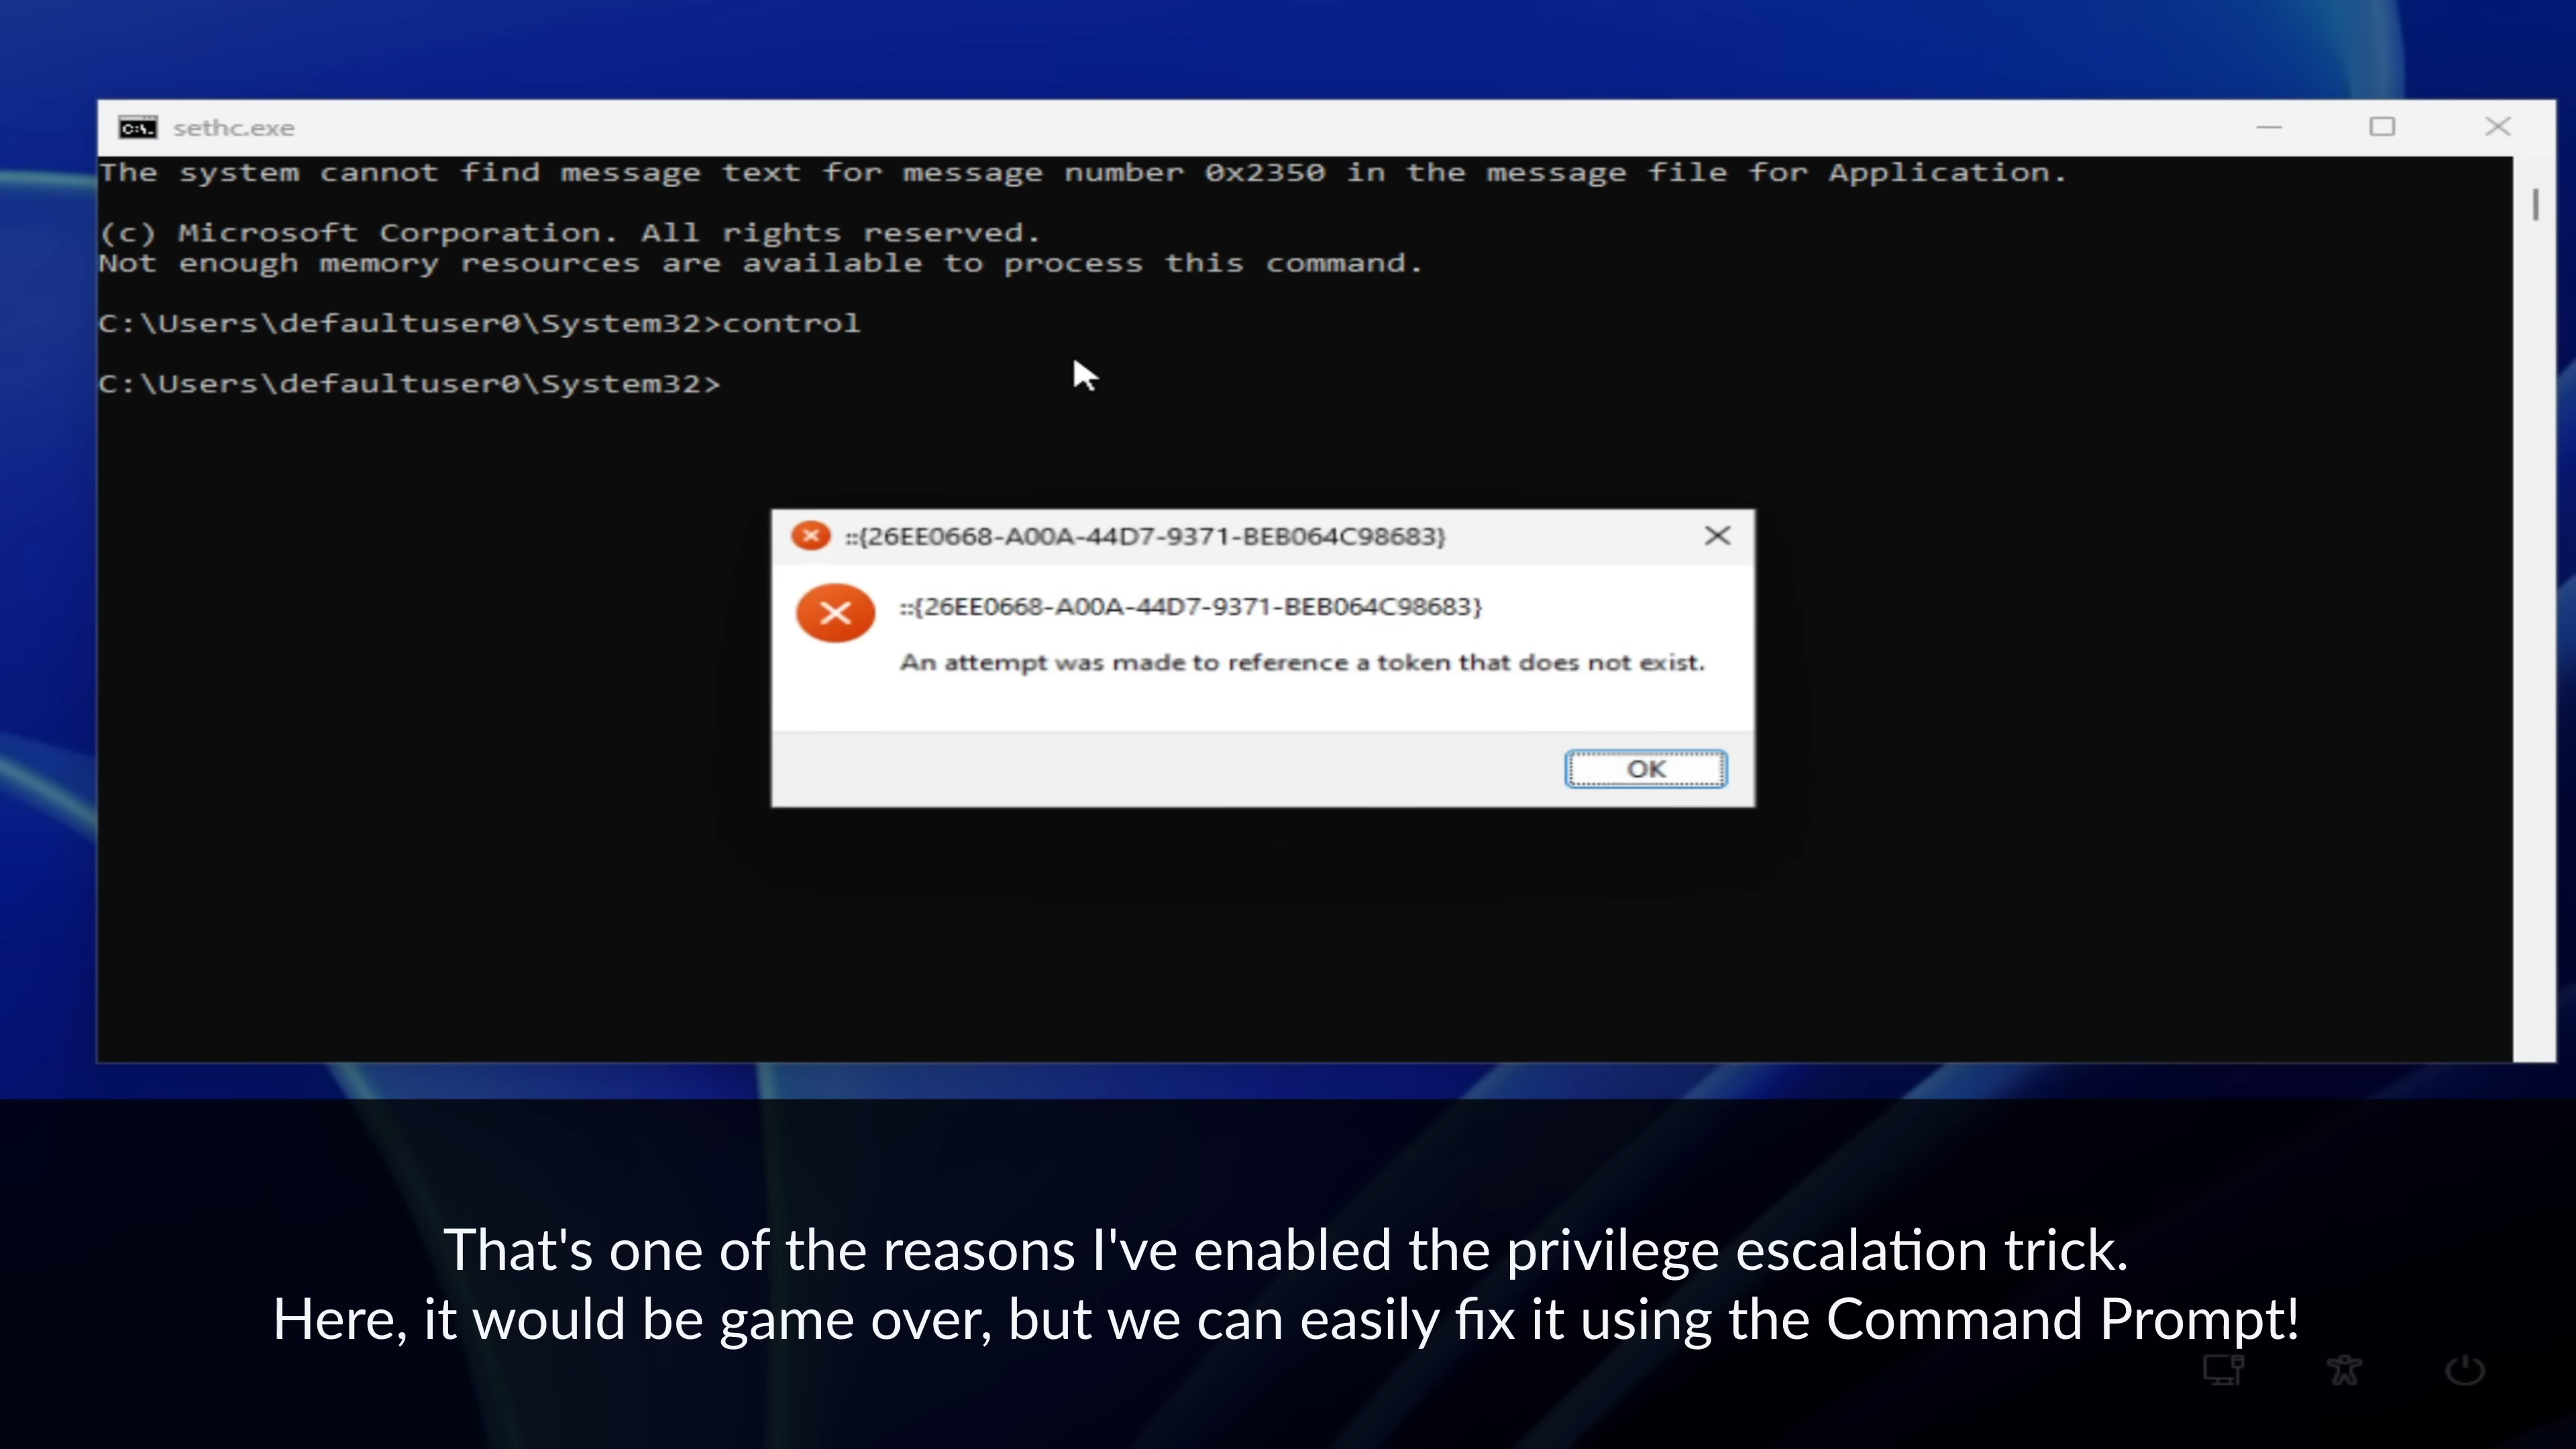 sethc.exe
The system cannot find message text for message number 0x2350 in the message file for Application.
(c) Microsoft Corporation. All rights reserved.
Not enough memory resources are available to process this command.
C:\Users\defaultuser0\System32>control
C:\Users\defaultuser0\System32>
::{26EE0668-A00A-44D7-9371-BEB064C98683}
::{26EE0668-A00A-44D7-9371-BEB064C98683}
An attempt was made to reference a token that does not exist.
OK
That's one of the reasons I've enabled the privilege escalation trick.
Here, it would be game over, but we can easily fix it using the Command Prompt!